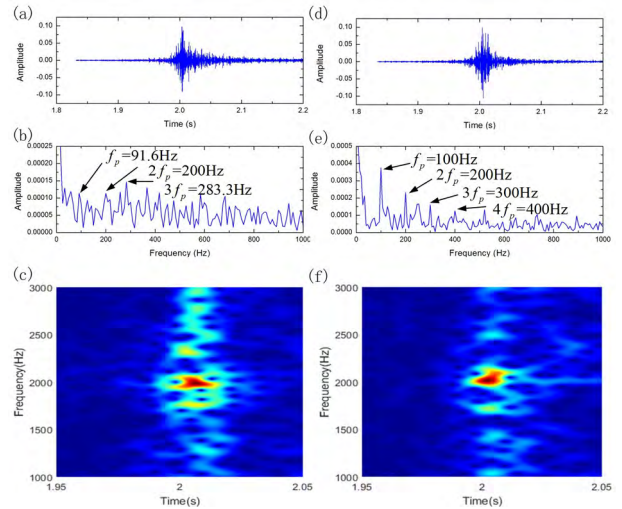 (a)
Amplitude
0.10
0.05
0.00
-0.05
-0.10
1.8 1.9 2.0 2.1 2.2
Time (s)
(d)
Amplitude
0.10
0.05
0.00
-0.05
-0.10
1.8 1.9 2.0 2.1 2.2
Time (s)
(b)
Amplitude
0.00025
0.00020
0.00015
0.00010
0.00005
0.00000
fp=91.6Hz
2fp=200Hz
3fp=283.3Hz
0 200 400 600 800 1000
Frequency (Hz)
(e)
Amplitude
0.0005
0.0004
0.0003
0.0002
0.0001
0.0000
fp=100Hz
2fp=200Hz
3fp=300Hz
4fp=400Hz
0 200 400 600 800 1000
Frequency (Hz)
(c)
Frequency(Hz)
3000
2500
2000
1500
1000
1.95 2 2.05
Time(s)
(f)
Frequency(Hz)
3000
2500
2000
1500
1000
1.95 2 2.05
Time(s)